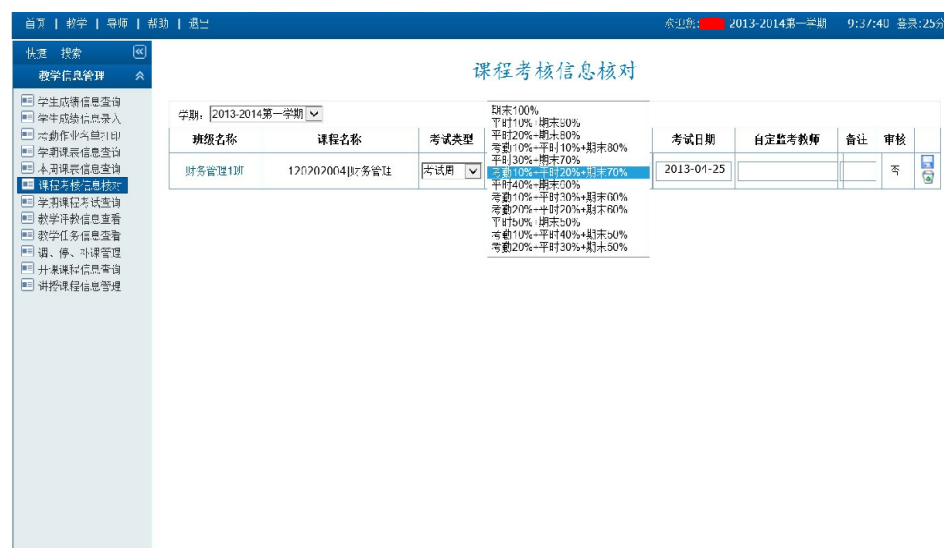 首页 | 教学 | 导师 | 帮助 | 退出
欢迎您: 2013-2014第一学期 9:37:40 登录:25分
快速 搜索
教学信息管理
学生成绩信息查询
学生成绩信息录入
考勤作业名单打印
学期课表信息查询
本周课表信息查询
课程考核信息核对
学期课程考试查询
教学评教信息查看
教学任务信息查看
调、停、补课管理
开课课程信息查询
讲授课程信息管理
课程考核信息核对
学期: 2013-2014第一学期
班级名称 课程名称 考试类型 考试日期 自定监考教师 备注 审核
财务管理1班 120202004|财务管理 考试周 2013-04-25 否
期末100%
平时10%+期末90%
平时20%+期末80%
考勤10%+平时10%+期末80%
平时30%+期末70%
考勤10%+平时20%+期末70%
平时40%+期末60%
考勤10%+平时30%+期末60%
考勤20%+平时20%+期末60%
平时50%+期末50%
考勤10%+平时40%+期末50%
考勤20%+平时30%+期末50%